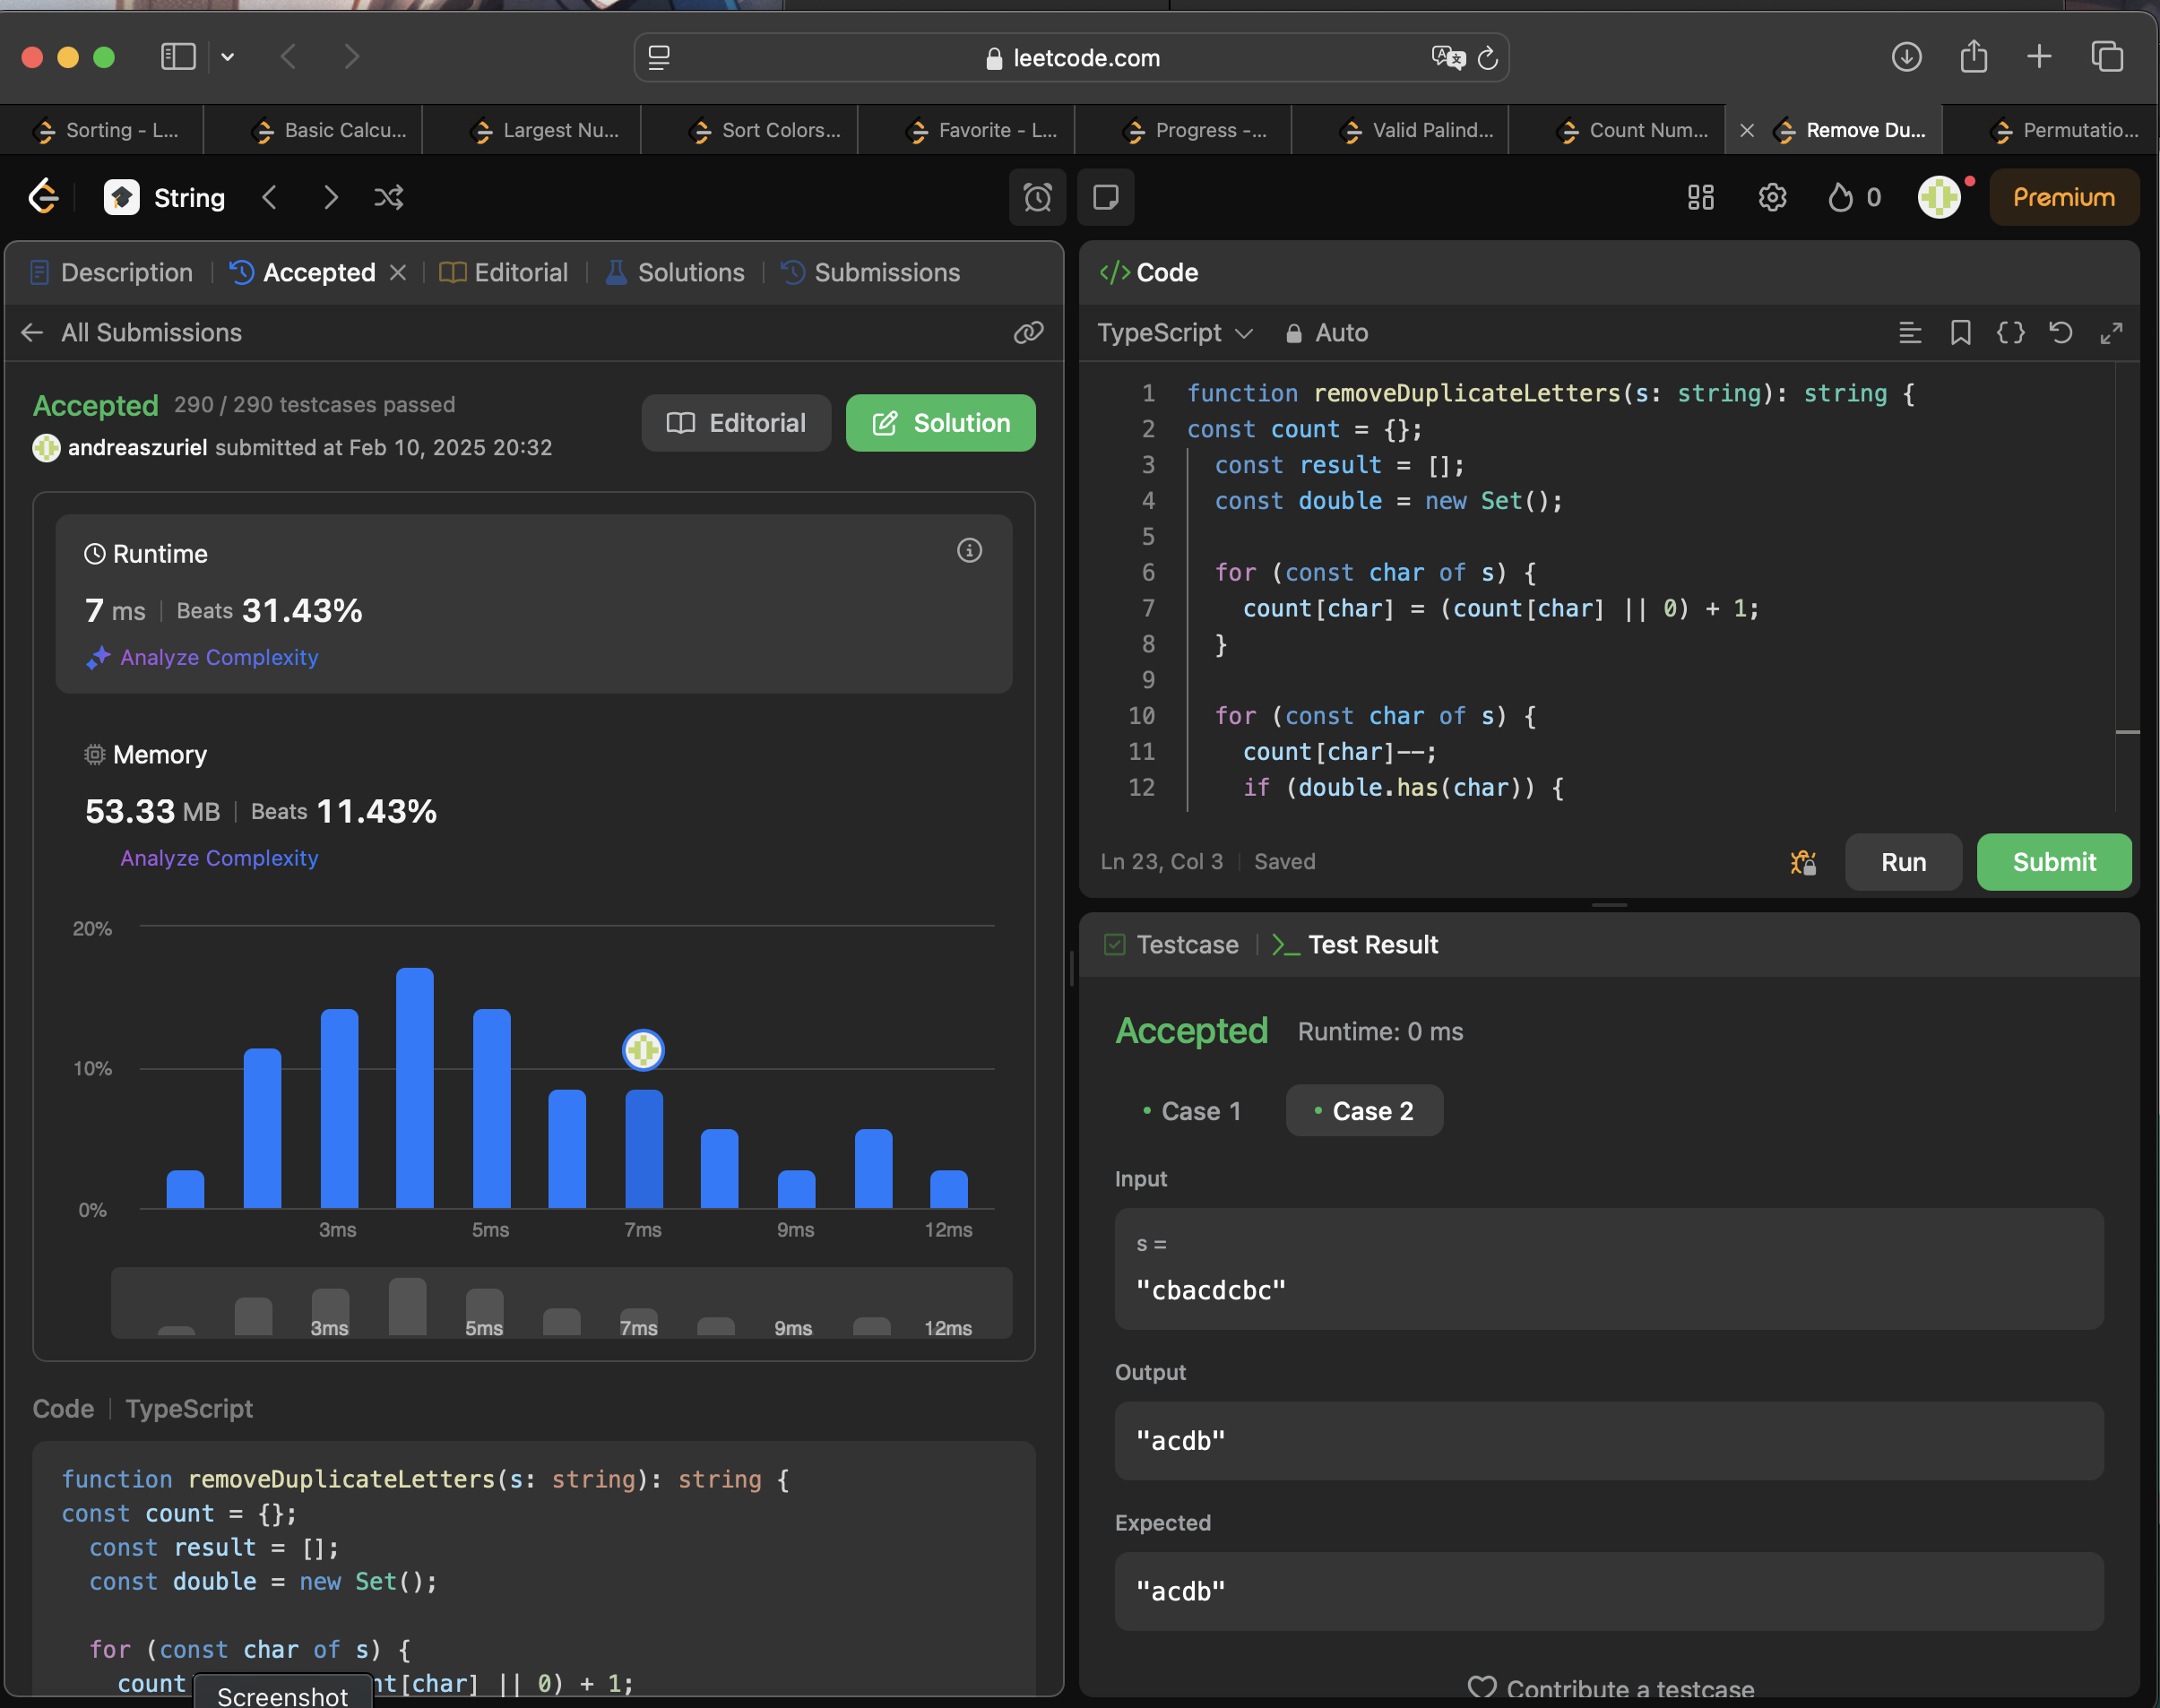 leetcode.com
Sorting - L...
Basic Calcu...
Largest Nu...
Sort Colors...
Favorite - L...
Progress -...
Valid Palind...
Count Num...
Remove Du...
Permutatio...
String
0
Premium
Description
Accepted
Editorial
Solutions
Submissions
All Submissions
Accepted 290 / 290 testcases passed
andreaszuriel submitted at Feb 10, 2025 20:32
Editorial
Solution
Runtime
7 ms Beats 31.43%
Analyze Complexity
Memory
53.33 MB Beats 11.43%
Analyze Complexity
20%
10%
0%
3ms 5ms 7ms 9ms 12ms
3ms 5ms 7ms 9ms 12ms
Code TypeScript
function removeDuplicateLetters(s: string): string {
const count = {};
const result = [];
const double = new Set();
for (const char of s) {
count nt[char] || 0) + 1;
Screenshot
</> Code
TypeScript Auto
1 function removeDuplicateLetters(s: string): string {
2 const count = {};
3 const result = [];
4 const double = new Set();
5
6 for (const char of s) {
7 count[char] = (count[char] || 0) + 1;
8 }
9
10 for (const char of s) {
11 count[char]--;
12 if (double.has(char)) {
Ln 23, Col 3 Saved
Run
Submit
Testcase
Test Result
Accepted Runtime: 0 ms
Case 1
Case 2
Input
s =
"cbacdcbc"
Output
"acdb"
Expected
"acdb"
Contribute a testcase